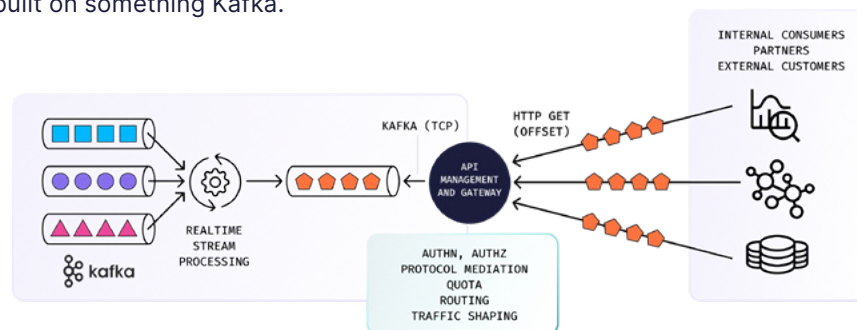 built on something Kafka.
INTERNAL CONSUMERS
PARTNERS
EXTERNAL CUSTOMERS
KAFKA (TCP)
HTTP GET
(OFFSET)
API
MANAGEMENT
AND GATEWAY
REALTIME
STREAM
PROCESSING
kafka
AUTHN, AUTHZ
PROTOCOL MEDIATION
QUOTA
ROUTING
TRAFFIC SHAPING